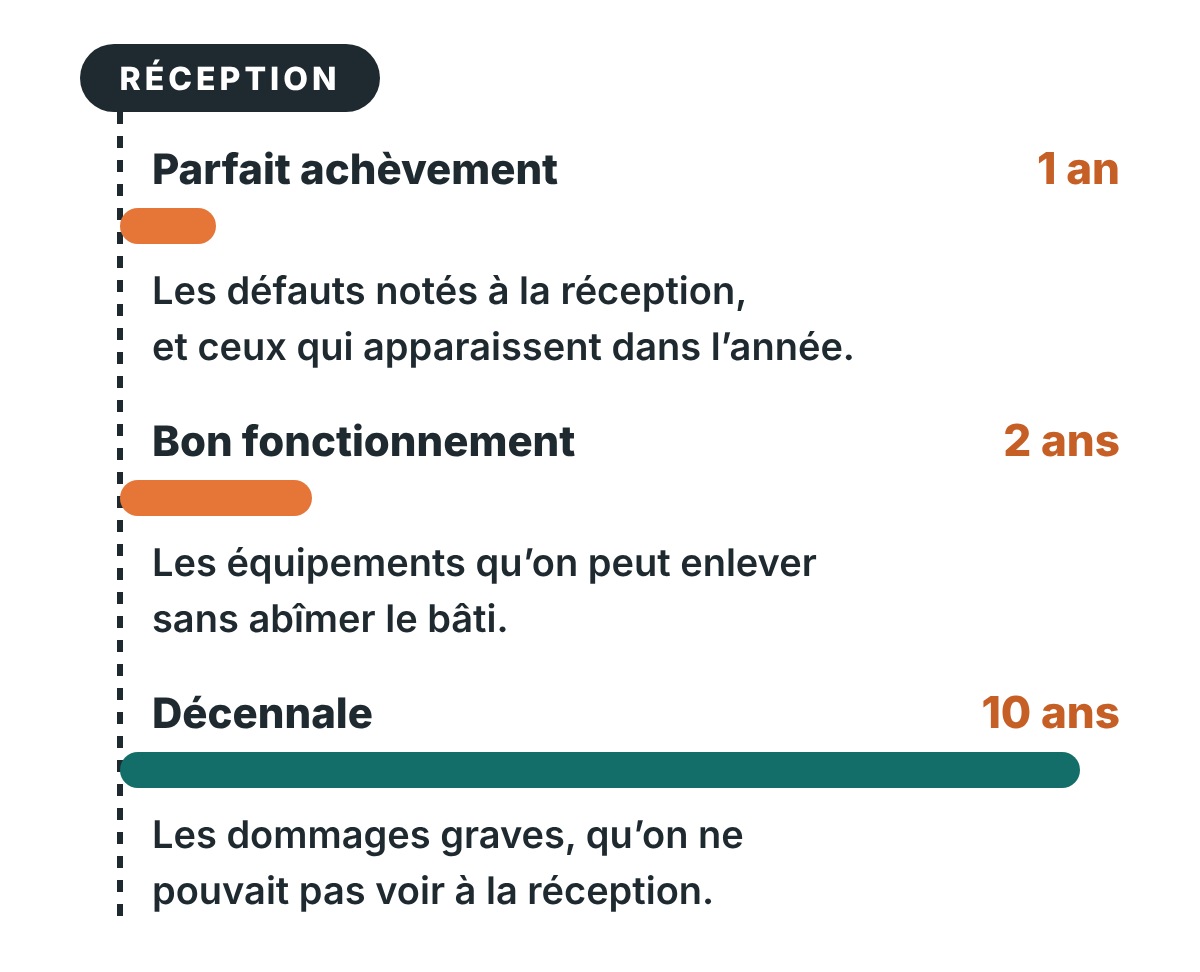 RÉCEPTION
Parfait achèvement
1 an
Les défauts notés à la réception,
et ceux qui apparaissent dans l’année.
Bon fonctionnement
2 ans
Les équipements qu’on peut enlever
sans abîmer le bâti.
Décennale
10 ans
Les dommages graves, qu’on ne
pouvait pas voir à la réception.